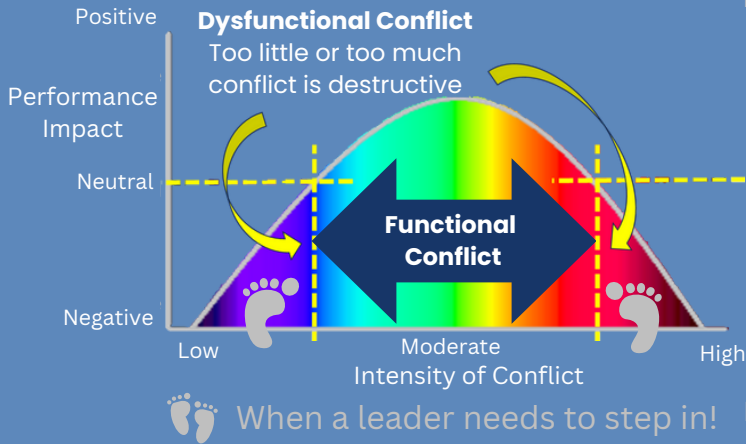 Positive
Dysfunctional Conflict
Too little or too much
conflict is destructive
Performance
Impact
Neutral
Functional
Conflict
Negative
Low
Moderate
High
Intensity of Conflict
When a leader needs to step in!